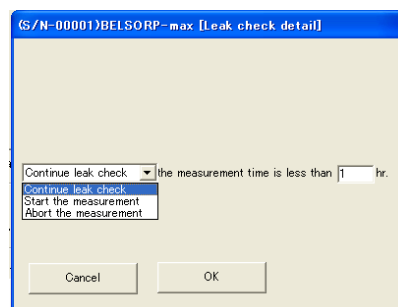 (S/N-00001)BELSORP-max [Leak check detail]
Continue leak check the measurement time is less than 1 hr.
Continue leak check
Start the measurement
Abort the measurement
Cancel OK